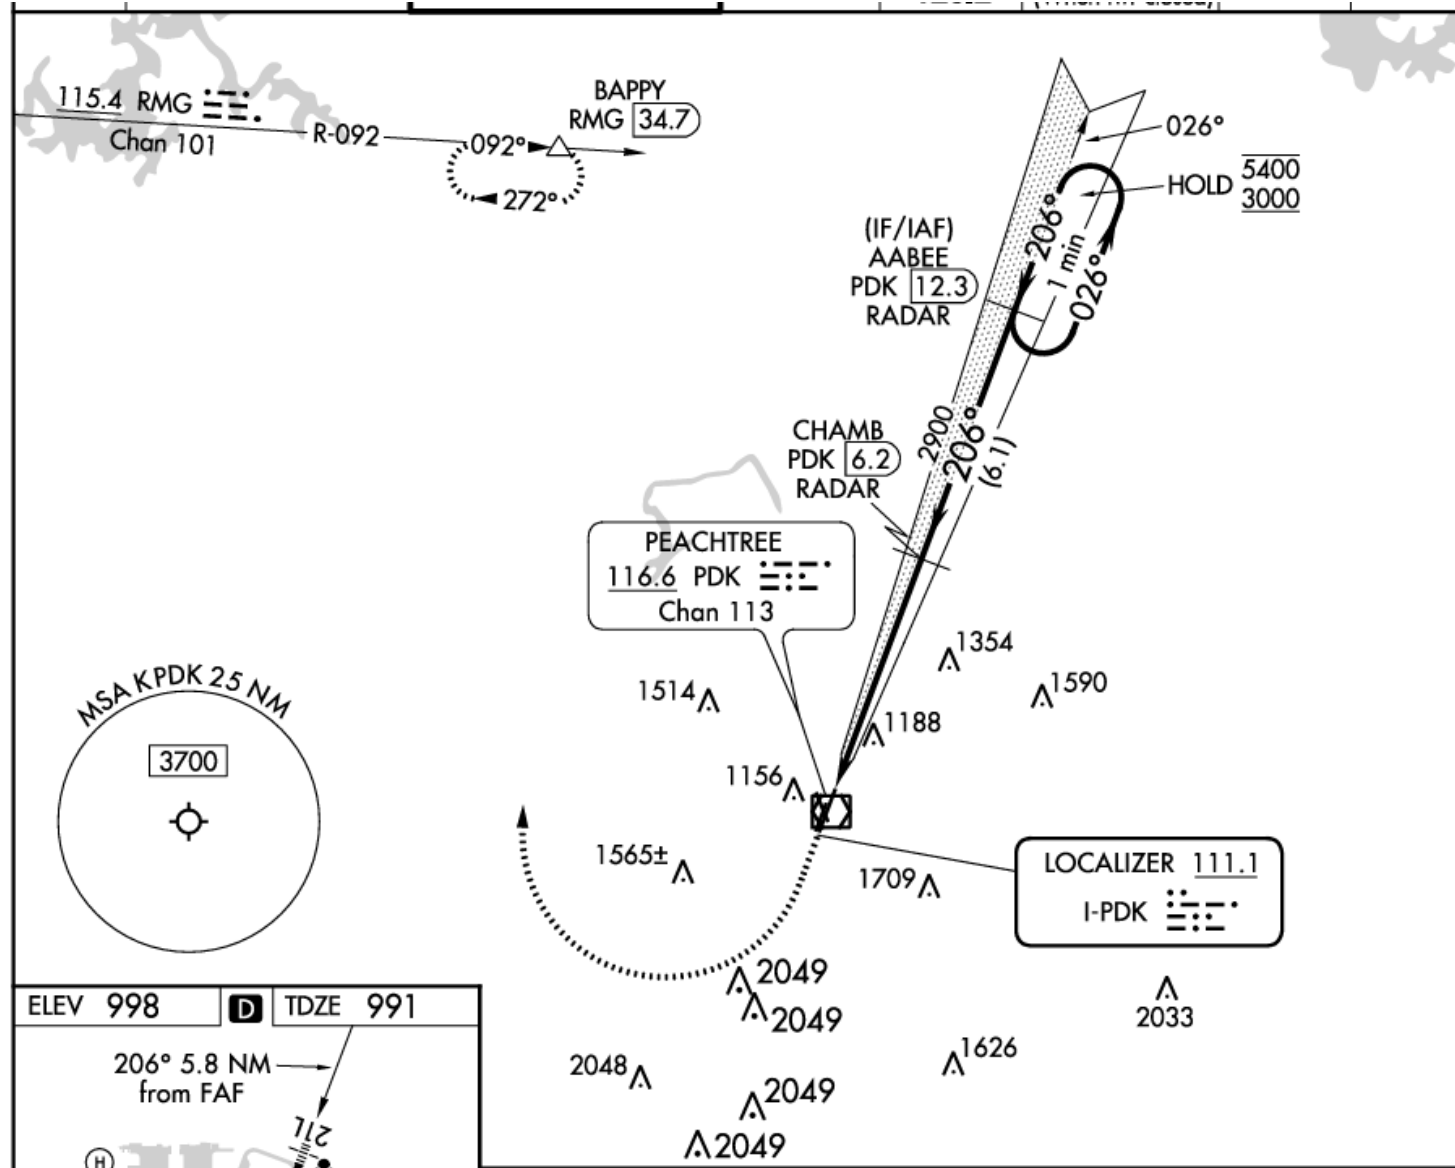 115.4 RMG
Chan 101
R-092
092°
272°
BAPPY
RMG 34.7
026°
HOLD 5400
3000
206°
1 min
026°
(IF/IAF)
AABEE
PDK 12.3
RADAR
2900
206°
(6.1)
CHAMB
PDK 6.2
RADAR
PEACHTREE
116.6 PDK
Chan 113
1354
1590
1514
1188
1156
MSA KPDK 25 NM
3700
1565±
1709
LOCALIZER 111.1
I-PDK
2049
2049
2033
2048
1626
2049
2049
ELEV 998 D TDZE 991
206° 5.8 NM
from FAF
21L
H